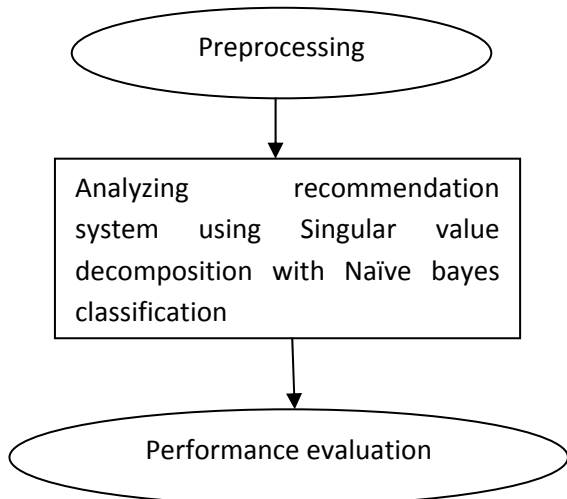 Preprocessing
Analyzing recommendation
system using Singular value
decomposition with Naïve bayes
classification
Performance evaluation